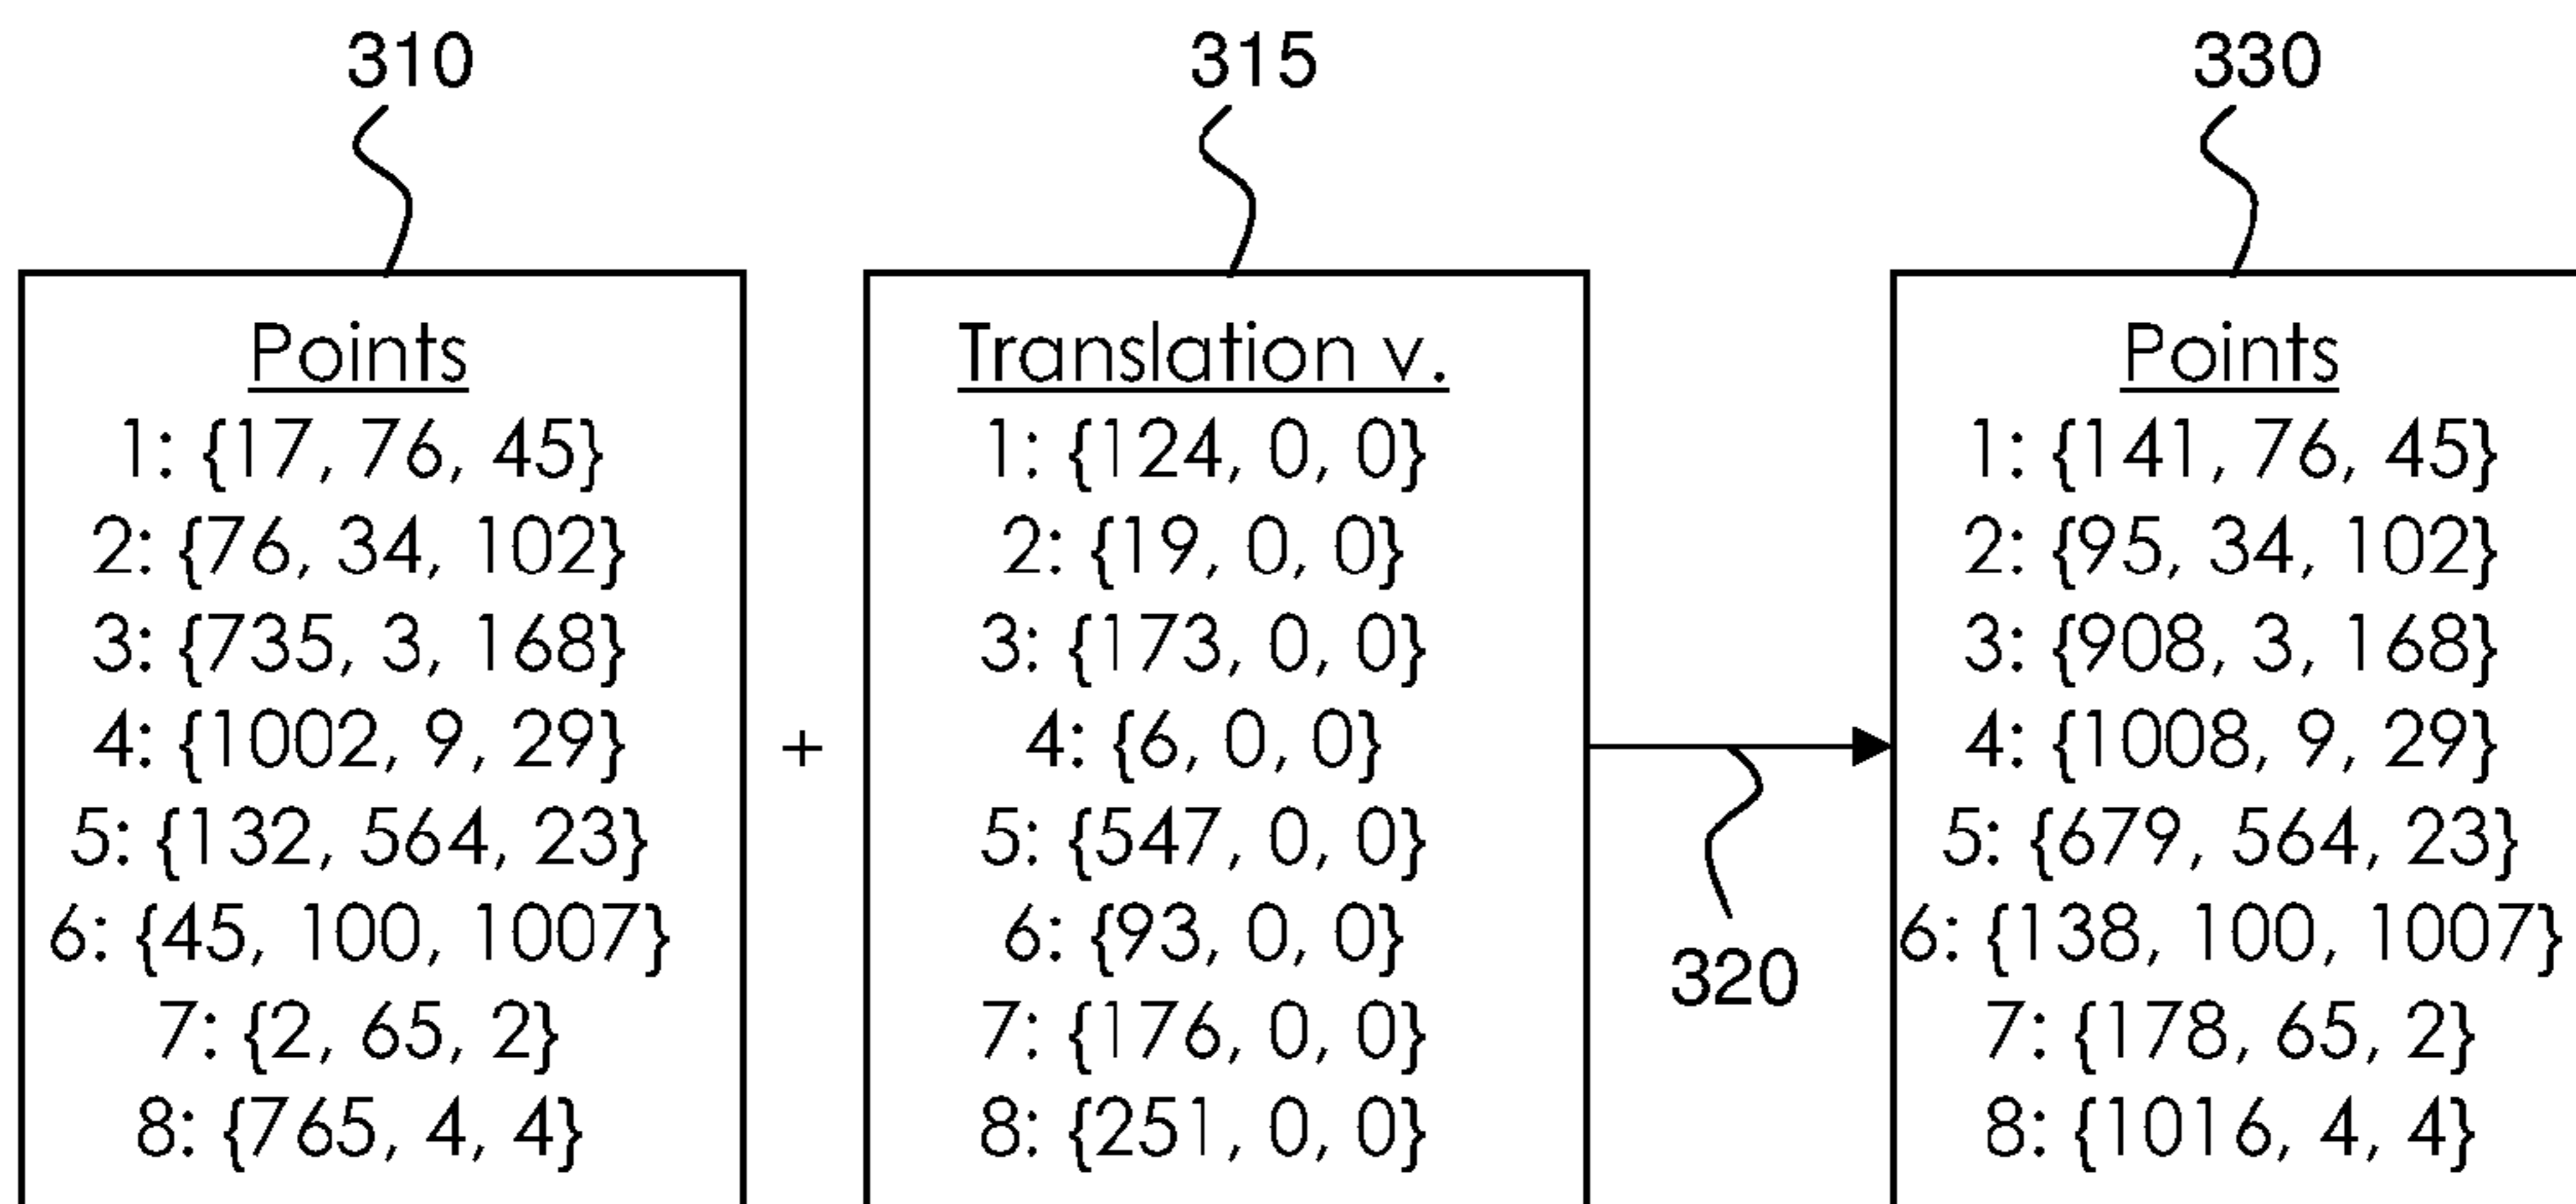 310
315
330
Points
1: {17, 76, 45}
2: {76, 34, 102}
3: {735, 3, 168}
4: {1002, 9, 29}
5: {132, 564, 23}
6: {45, 100, 1007}
7: {2, 65, 2}
8: {765, 4, 4}
+
Translation v.
1: {124, 0, 0}
2: {19, 0, 0}
3: {173, 0, 0}
4: {6, 0, 0}
5: {547, 0, 0}
6: {93, 0, 0}
7: {176, 0, 0}
8: {251, 0, 0}
320
Points
1: {141, 76, 45}
2: {95, 34, 102}
3: {908, 3, 168}
4: {1008, 9, 29}
5: {679, 564, 23}
6: {138, 100, 1007}
7: {178, 65, 2}
8: {1016, 4, 4}